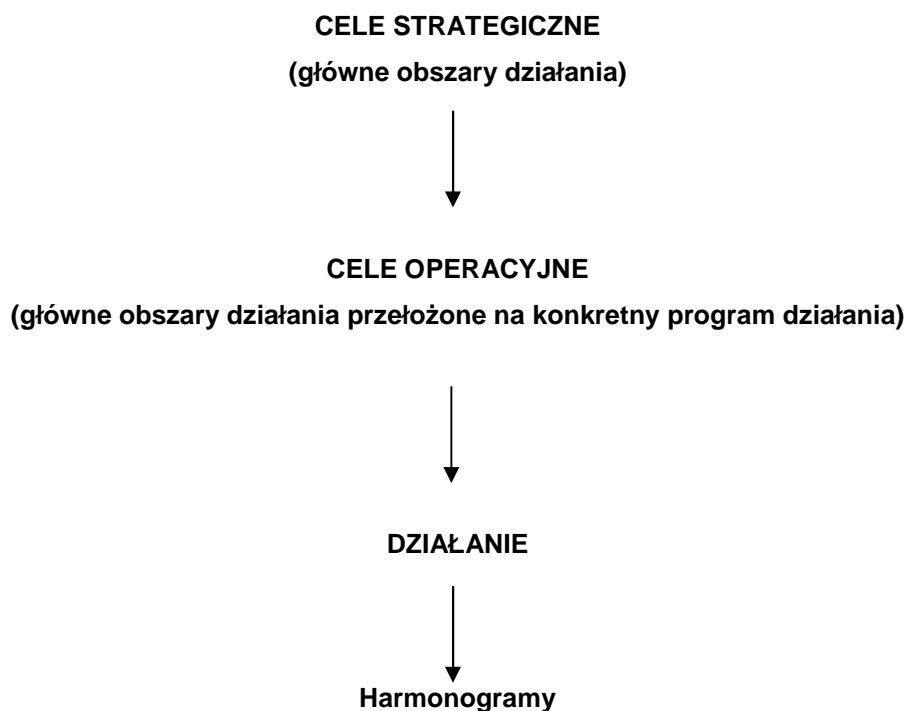 CELE STRATEGICZNE
(główne obszary działania)
CELE OPERACYJNE
(główne obszary działania przełożone na konkretny program działania)
DZIAŁANIE
Harmonogramy